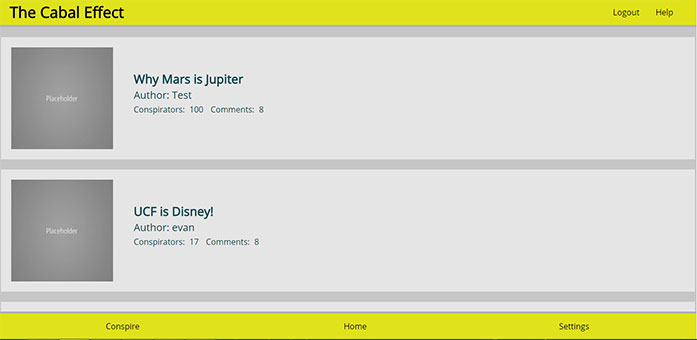 The Cabal Effect
Logout Help
Placeholder
Why Mars is Jupiter
Author: Test
Conspirators: 100 Comments: 8
Placeholder
UCF is Disney!
Author: evan
Conspirators: 17 Comments: 8
Conspire Home Settings